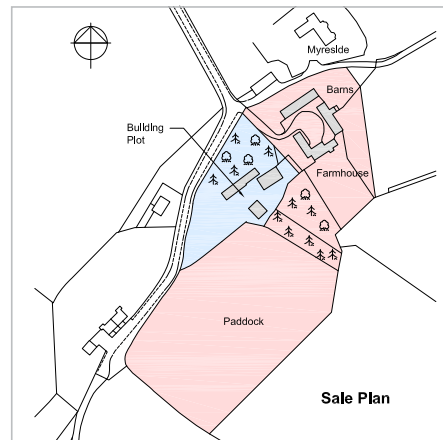 Myreside
Barns
Building
Plot
Farmhouse
Paddock
Sale Plan